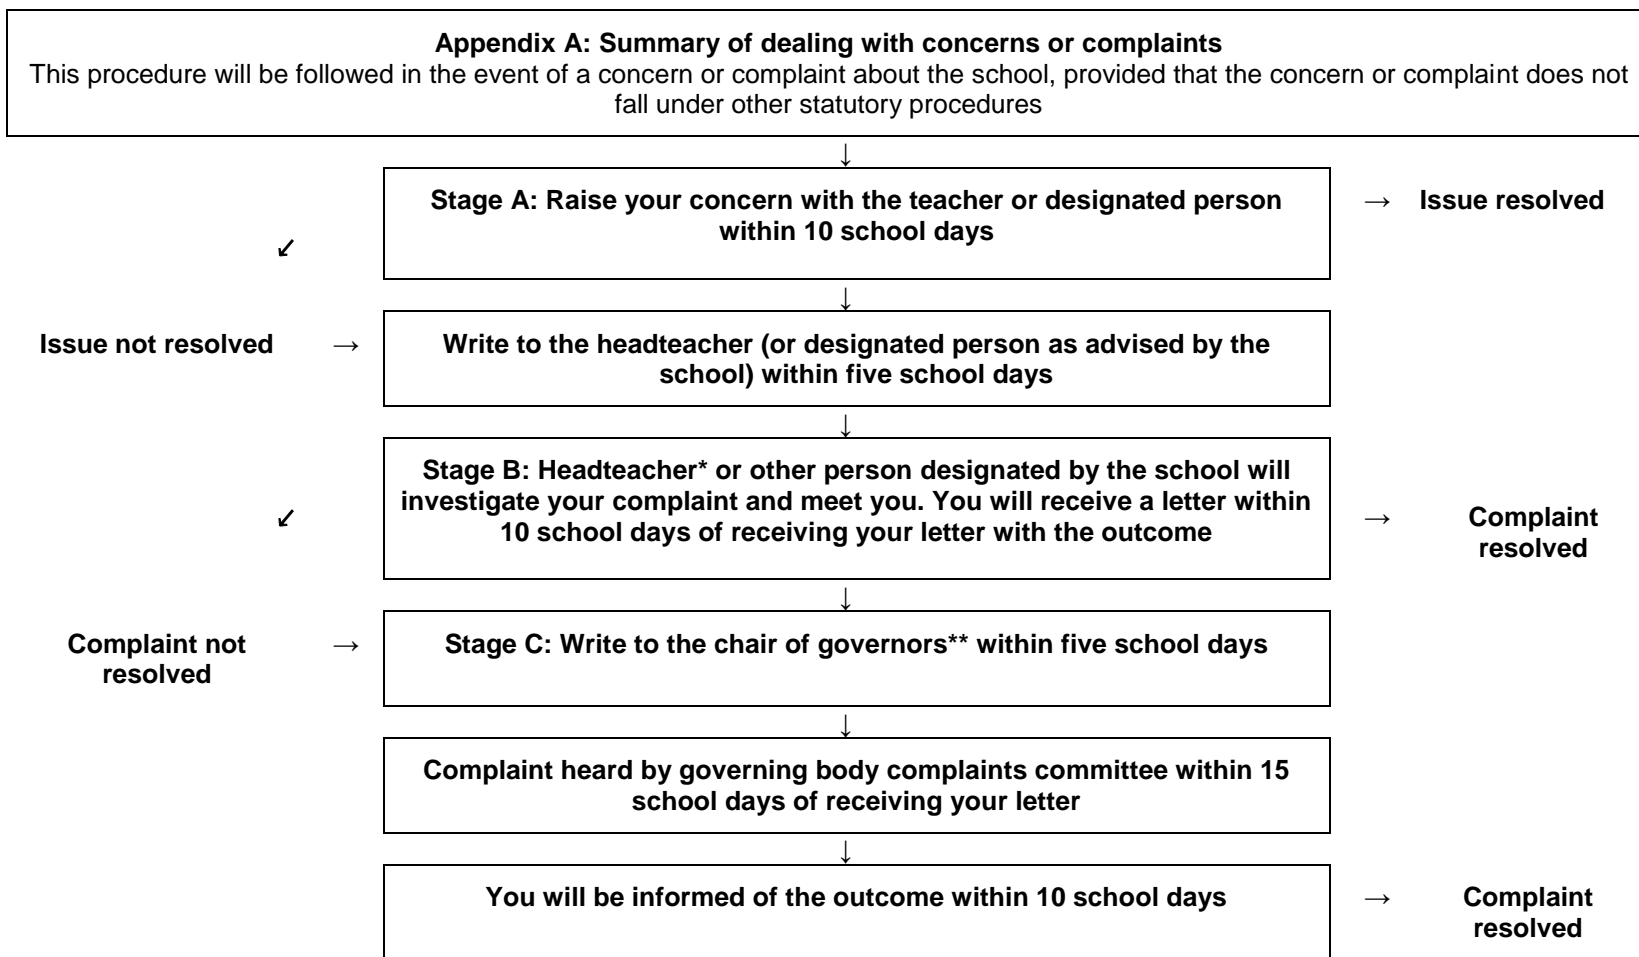 Appendix A: Summary of dealing with concerns or complaints
This procedure will be followed in the event of a concern or complaint about the school, provided that the concern or complaint does not
fall under other statutory procedures
↓
Stage A: Raise your concern with the teacher or designated person
within 10 school days
→ Issue resolved
↙
↓
Issue not resolved →
Write to the headteacher (or designated person as advised by the
school) within five school days
↓
Stage B: Headteacher* or other person designated by the school will
investigate your complaint and meet you. You will receive a letter within
10 school days of receiving your letter with the outcome
↙
→ Complaint
resolved
↓
Complaint not →
resolved
Stage C: Write to the chair of governors** within five school days
↓
Complaint heard by governing body complaints committee within 15
school days of receiving your letter
↓
You will be informed of the outcome within 10 school days
→ Complaint
resolved